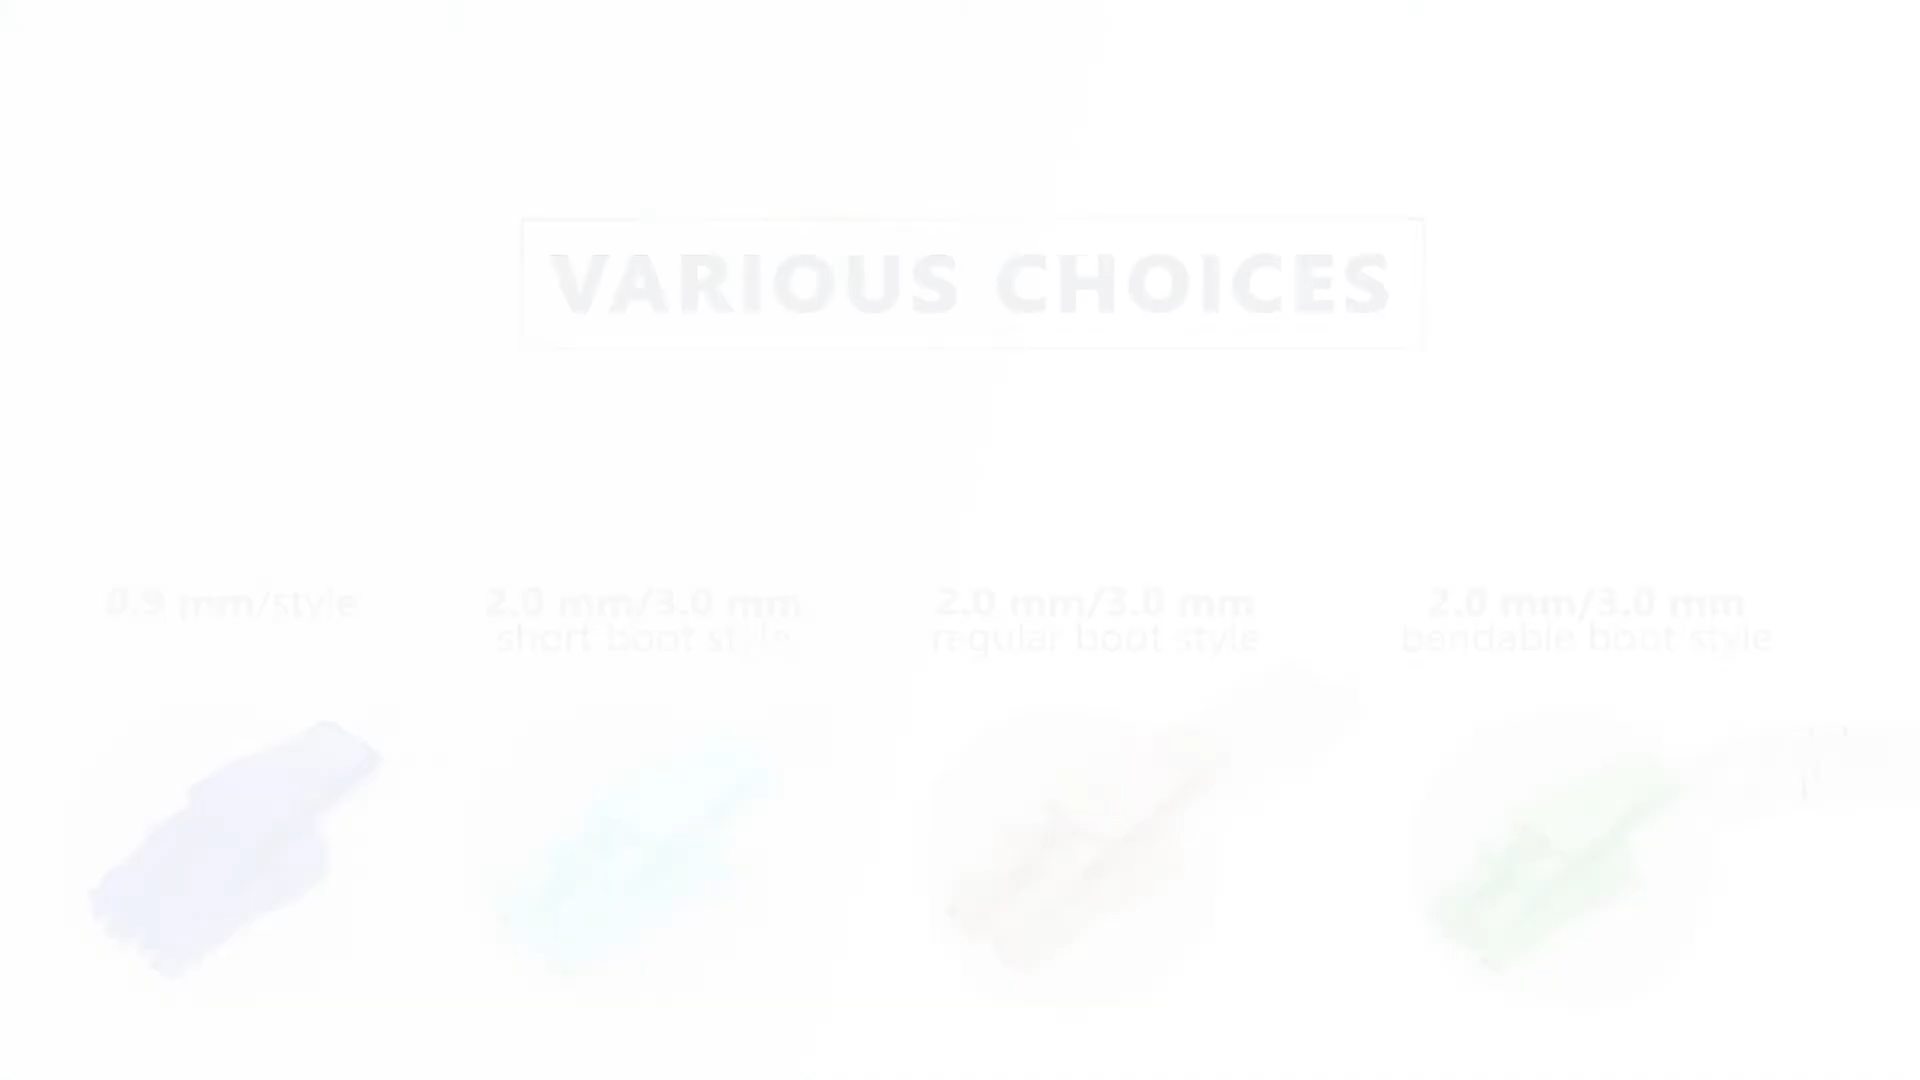 VARIOUS CHOICES
0.9 mm/style
2.0 mm/3.0 mm
short boot style
2.0 mm/3.0 mm
regular boot style
2.0 mm/3.0 mm
bendable boot style